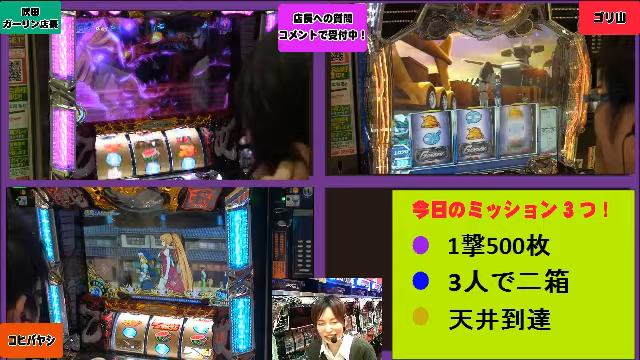 灰田
ガーリン店長
店長への質問
コメントで受付中！
ゴリ山
今日のミッション３つ！
1撃500枚
3人で二箱
天井到達
コヒバヤシ